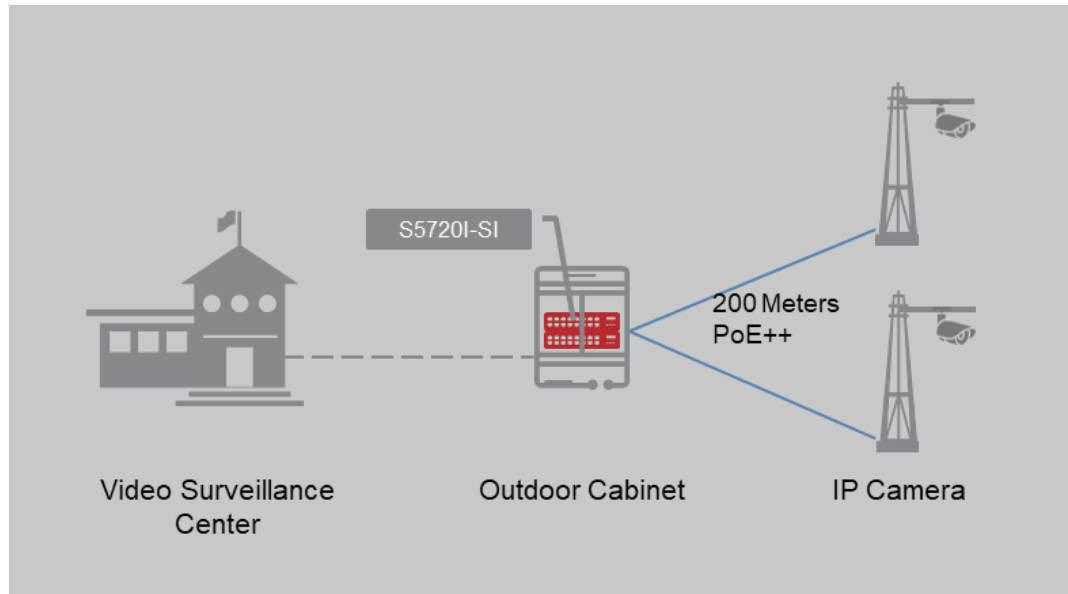 S5720I-SI
200 Meters
PoE++
Video Surveillance
Center
Outdoor Cabinet
IP Camera